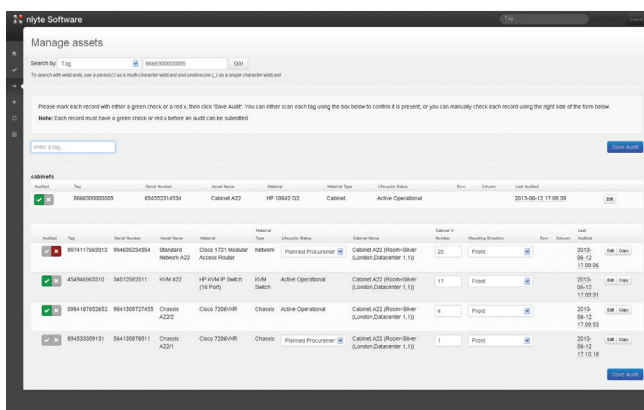 nlyte Software
Tag
Manage assets
Search by Tag 6666300000005 Go!
To search with wildcards, use a period (.) as a multi-character wildcard and underscore (_) as a single character wildcard
Please mark each record with either a green check or a red x, then click 'Save Audit'. You can either scan each tag using the box below to confirm it is present, or you can manually check each record using the right side of the form below
Note: Each record must have a green check or red x before an audit can be submitted
enter a tag... Save Audit
cabinets
Audited Tag Serial Number Asset Name Material Material Type Lifecycle Status Row Column Last Audited
6666300000005 654352314534 Cabinet A22 HP 10642 G2 Cabinet Active Operational 2013-06-12 17:08:39 Edit
Material Cabinet U Last
Audited Tag Serial Number Asset Name Material Type Lifecycle Status Cabinet Name Number Mounting Direction Row Column Audited
9874117663312 984635234354 Standard Cisco 1721 Modular Network Planned Procuremer Cabinet A22 (Room=Silver 20 Front 2013- Edit Copy
Network A22 Access Router (London,Datacenter 1,1)) 06-12
17:09:06
454946963310 34512682511 KVM A22 HP KVM IP Switch KVM Active Operational Cabinet A22 (Room=Silver 17 Front 2013- Edit Copy
(16 Port) Switch (London,Datacenter 1,1)) 06-12
17:09:31
0984187652652 9841308727455 Chassis Cisco 7206VXR Chassis Active Operational Cabinet A22 (Room=Silver 4 Front 2013- Edit Copy
A22/2 (London,Datacenter 1,1)) 06-12
17:09:53
894533359131 564135878511 Chassis Cisco 7206VXR Chassis Planned Procuremer Cabinet A22 (Room=Silver 1 Front 2013- Edit Copy
A22/1 (London,Datacenter 1,1)) 06-12
17:10:18
Save Audit